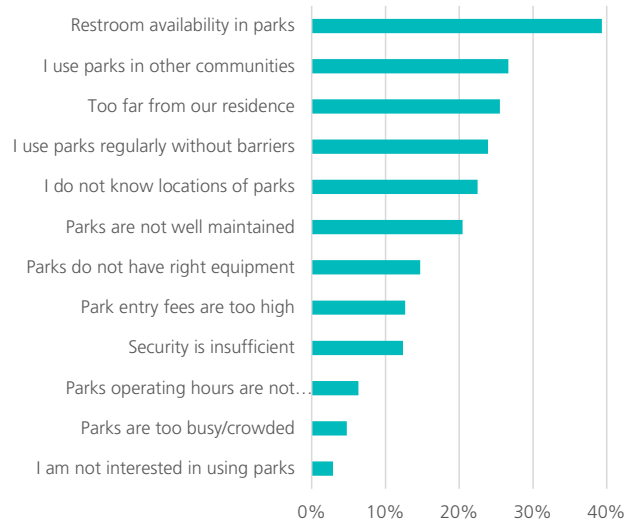 Restroom availability in parks
I use parks in other communities
Too far from our residence
I use parks regularly without barriers
I do not know locations of parks
Parks are not well maintained
Parks do not have right equipment
Park entry fees are too high
Security is insufficient
Parks operating hours are not…
Parks are too busy/crowded
I am not interested in using parks
0% 10% 20% 30% 40%